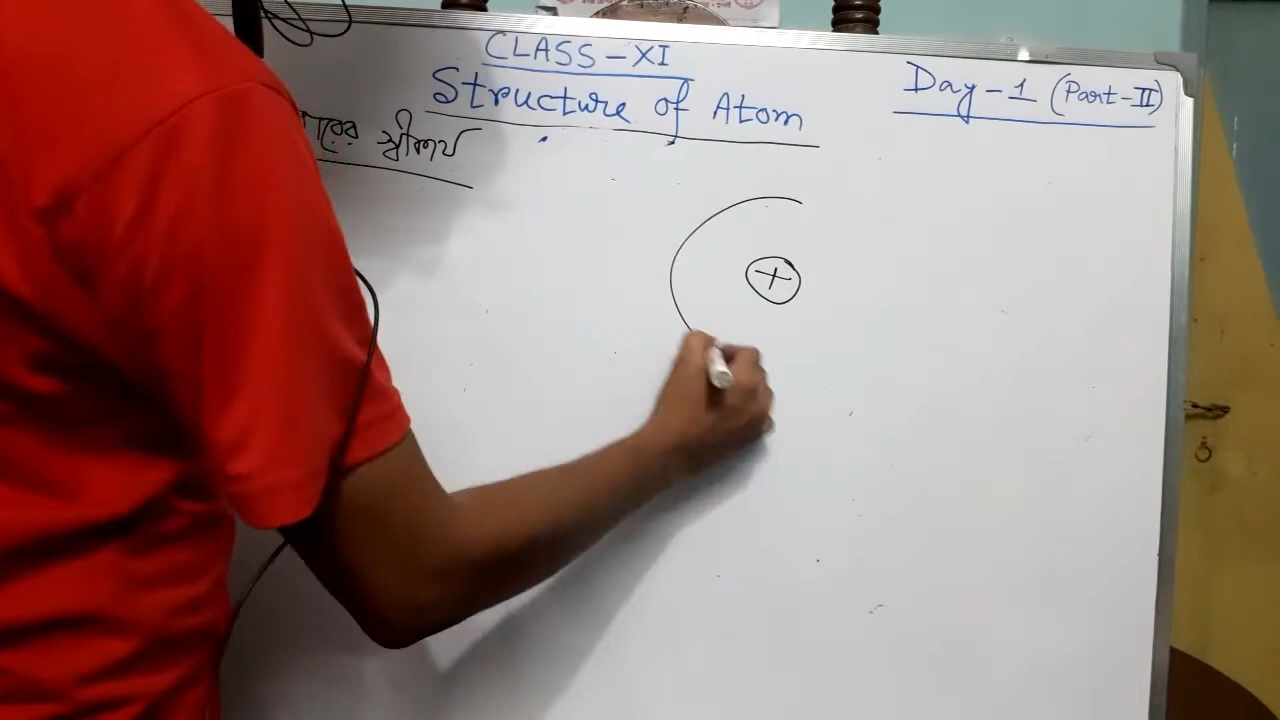 CLASS-XI
Structure of Atom
Day-1 (Part-II)
+